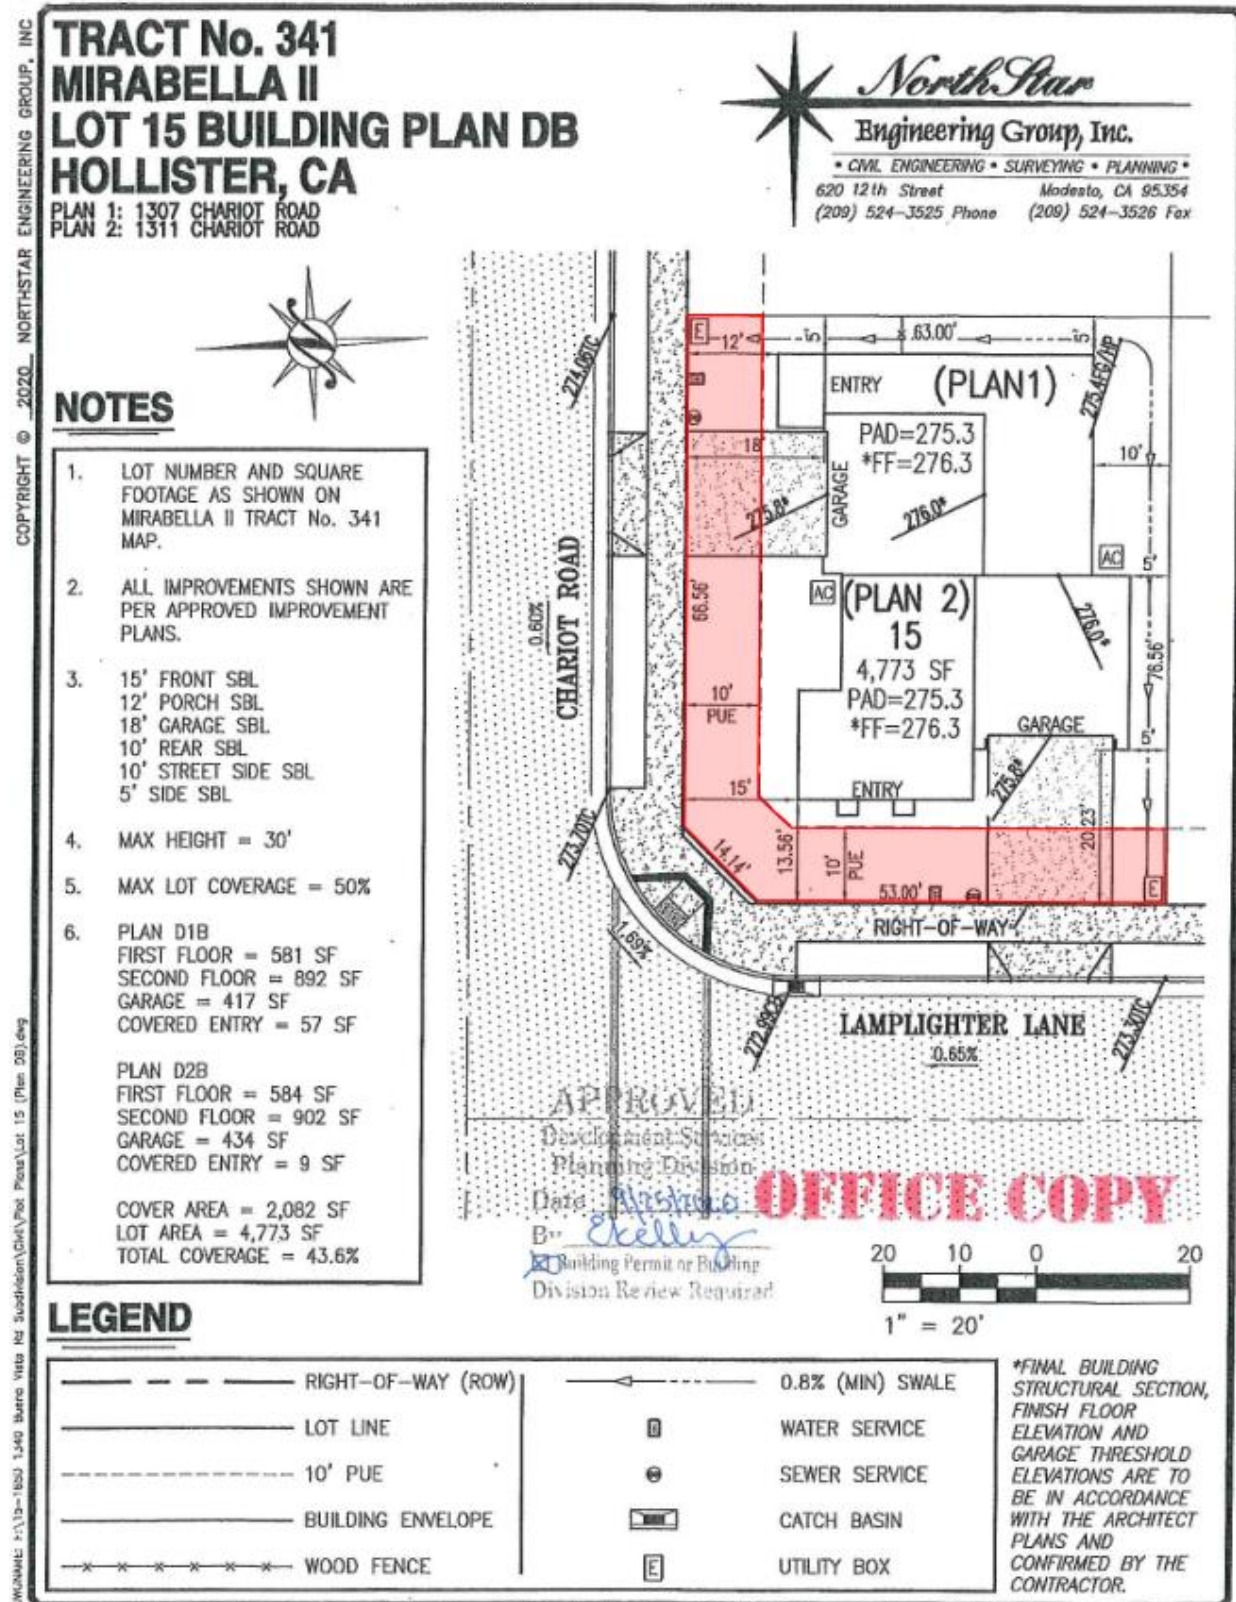 COPYRIGHT © 2020 NORTHSTAR ENGINEERING GROUP, INC
TRACT No. 341
MIRABELLA II
LOT 15 BUILDING PLAN DB
HOLLISTER, CA
PLAN 1: 1307 CHARIOT ROAD
PLAN 2: 1311 CHARIOT ROAD
NorthStar
Engineering Group, Inc.
• CIVIL ENGINEERING • SURVEYING • PLANNING •
620 12th Street Modesto, CA 95354
(209) 524-3525 Phone (209) 524-3526 Fax
NOTES
1. LOT NUMBER AND SQUARE
FOOTAGE AS SHOWN ON
MIRABELLA II TRACT No. 341
MAP.
2. ALL IMPROVEMENTS SHOWN ARE
PER APPROVED IMPROVEMENT
PLANS.
3. 15' FRONT SBL
12' PORCH SBL
18' GARAGE SBL
10' REAR SBL
10' STREET SIDE SBL
5' SIDE SBL
4. MAX HEIGHT = 30'
5. MAX LOT COVERAGE = 50%
6. PLAN D1B
FIRST FLOOR = 581 SF
SECOND FLOOR = 892 SF
GARAGE = 417 SF
COVERED ENTRY = 57 SF
PLAN D2B
FIRST FLOOR = 584 SF
SECOND FLOOR = 902 SF
GARAGE = 434 SF
COVERED ENTRY = 9 SF
COVER AREA = 2,082 SF
LOT AREA = 4,773 SF
TOTAL COVERAGE = 43.6%
274.06TC
E
12'
5'
63.00'
5'
275.4FG/HP
ENTRY
(PLAN1)
PAD=275.3
*FF=276.3
18'
GARAGE
10'
275.8*
276.0*
AC
5'
CHARIOT ROAD
0.60%
66.56'
AC
(PLAN 2)
15
4,773 SF
PAD=275.3
*FF=276.3
276.0*
76.56'
10'
PUE
GARAGE
5'
275.8*
15'
ENTRY
273.70TC
14.14'
13.56'
10'
PUE
20.23'
53.00'
E
RIGHT-OF-WAY
1.69%
272.99CB
LAMPLIGHTER LANE
0.65%
273.30TC
APPROVED
Development Services
Planning Division
Date 9/25/2020
By Ekelly
Building Permit or Building
Division Review Required
OFFICE COPY
20 10 0 20
1" = 20'
LEGEND
RIGHT-OF-WAY (ROW)
LOT LINE
10' PUE
BUILDING ENVELOPE
WOOD FENCE
0.8% (MIN) SWALE
WATER SERVICE
SEWER SERVICE
CATCH BASIN
E UTILITY BOX
*FINAL BUILDING
STRUCTURAL SECTION,
FINISH FLOOR
ELEVATION AND
GARAGE THRESHOLD
ELEVATIONS ARE TO
BE IN ACCORDANCE
WITH THE ARCHITECT
PLANS AND
CONFIRMED BY THE
CONTRACTOR.